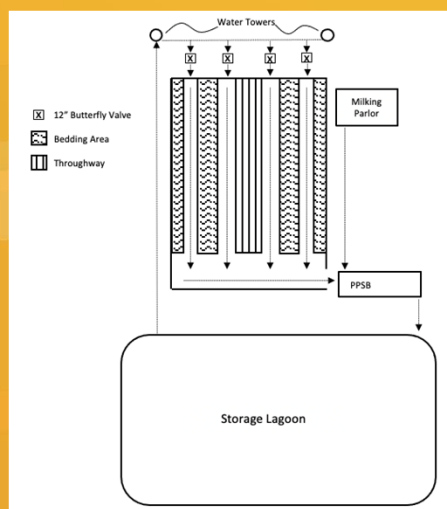 Water Towers
X
X
X
X
Milking
Parlor
X 12" Butterfly Valve
Bedding Area
Throughway
PPSB
Storage Lagoon